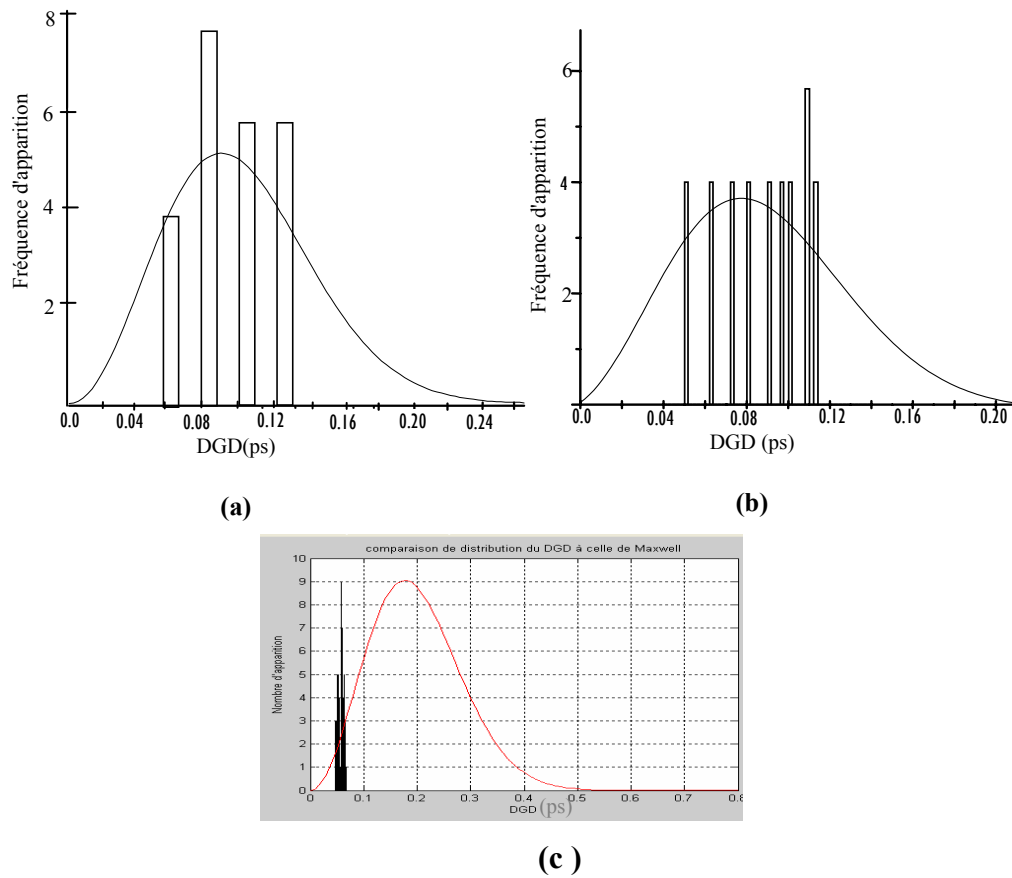 8
6
4
2
Fréquence d'apparition
0.0 0.04 0.08 0.12 0.16 0.20 0.24
DGD(ps)
(a)
6
4
2
Fréquence d'apparition
0.0 0.04 0.08 0.12 0.16 0.20
DGD (ps)
(b)
comparaison de distribution du DGD à celle de Maxwell
10
9
8
7
6
5
4
3
2
1
0
Nombre d'apparition
0 0.1 0.2 0.3 0.4 0.5 0.6 0.7 0.8
DGD (ps)
(c )